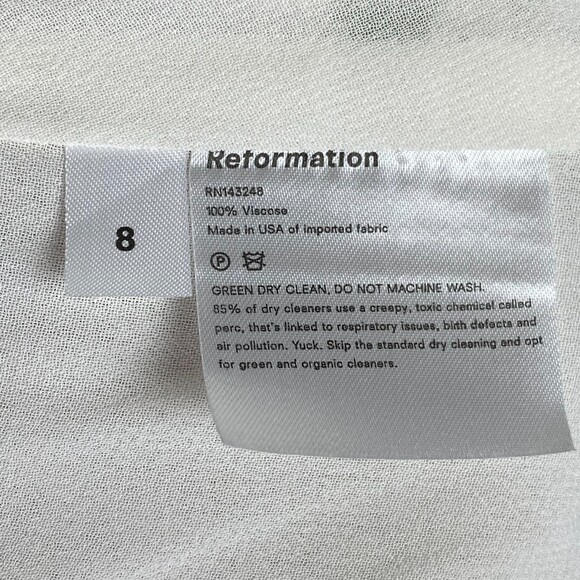 Reformation
RN143248
100% Viscose
Made in USA of imported fabric
8
P
GREEN DRY CLEAN, DO NOT MACHINE WASH.
85% of dry cleaners use a creepy, toxic chemical called
perc, that's linked to respiratory issues, birth defects and
air pollution. Yuck. Skip the standard dry cleaning and opt
for green and organic cleaners.